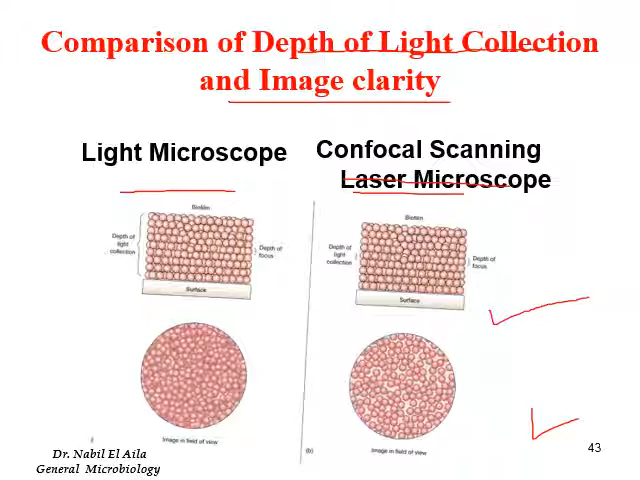 Comparison of Depth of Light Collection
and Image clarity
Light Microscope
Confocal Scanning
Laser Microscope
Biofilm
Depth of
light
collection
Depth of
focus
Surface
Image in field of view
Biofilm
Depth of
light
collection
Depth of
focus
Surface
(b)
Image in field of view
Dr. Nabil El Aila
General Microbiology
43